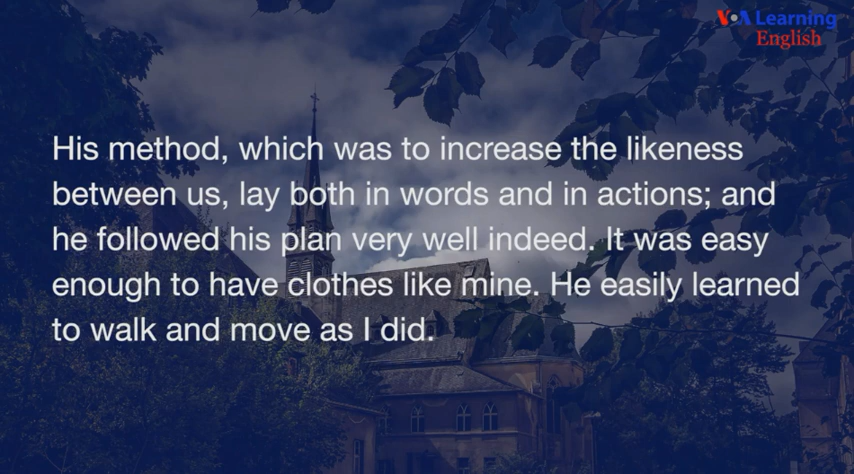 VOA Learning
English
His method, which was to increase the likeness
between us, lay both in words and in actions; and
he followed his plan very well indeed. It was easy
enough to have clothes like mine. He easily learned
to walk and move as I did.